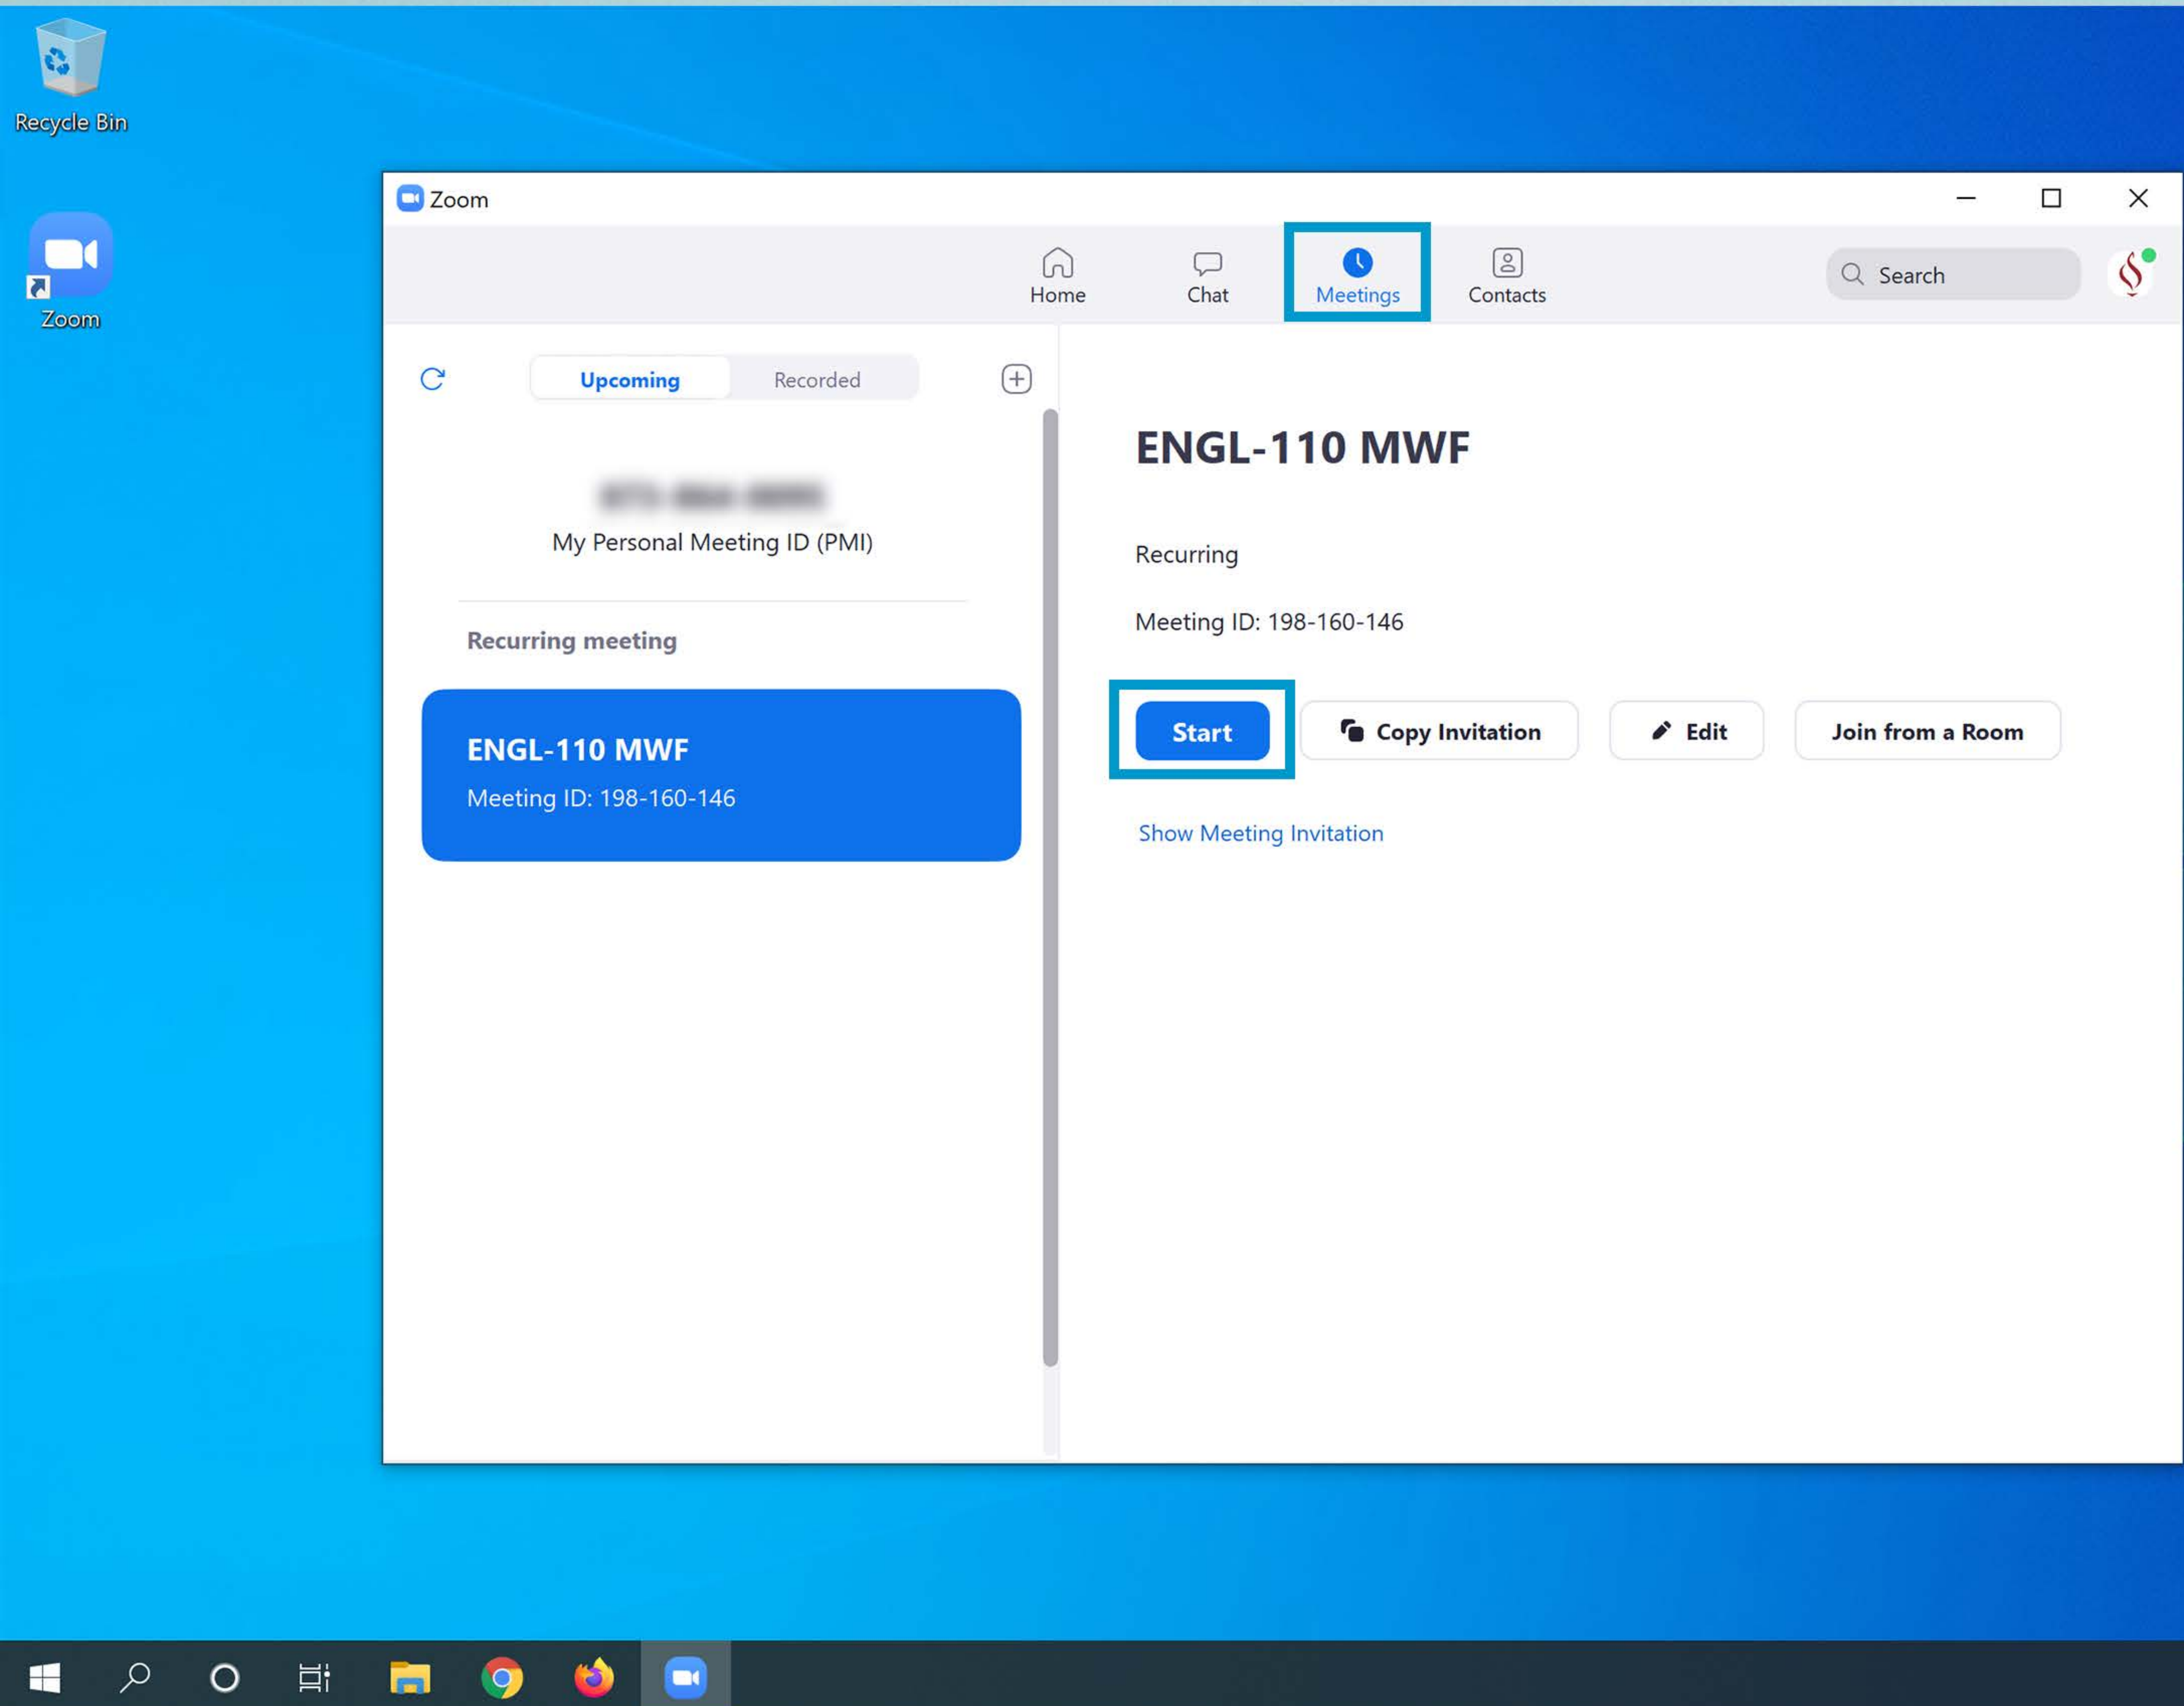 Recycle Bin
Zoom
Zoom
Home
Chat
Meetings
Contacts
Search
Upcoming
Recorded
My Personal Meeting ID (PMI)
Recurring meeting
ENGL-110 MWF
Meeting ID: 198-160-146
ENGL-110 MWF
Recurring
Meeting ID: 198-160-146
Start
Copy Invitation
Edit
Join from a Room
Show Meeting Invitation